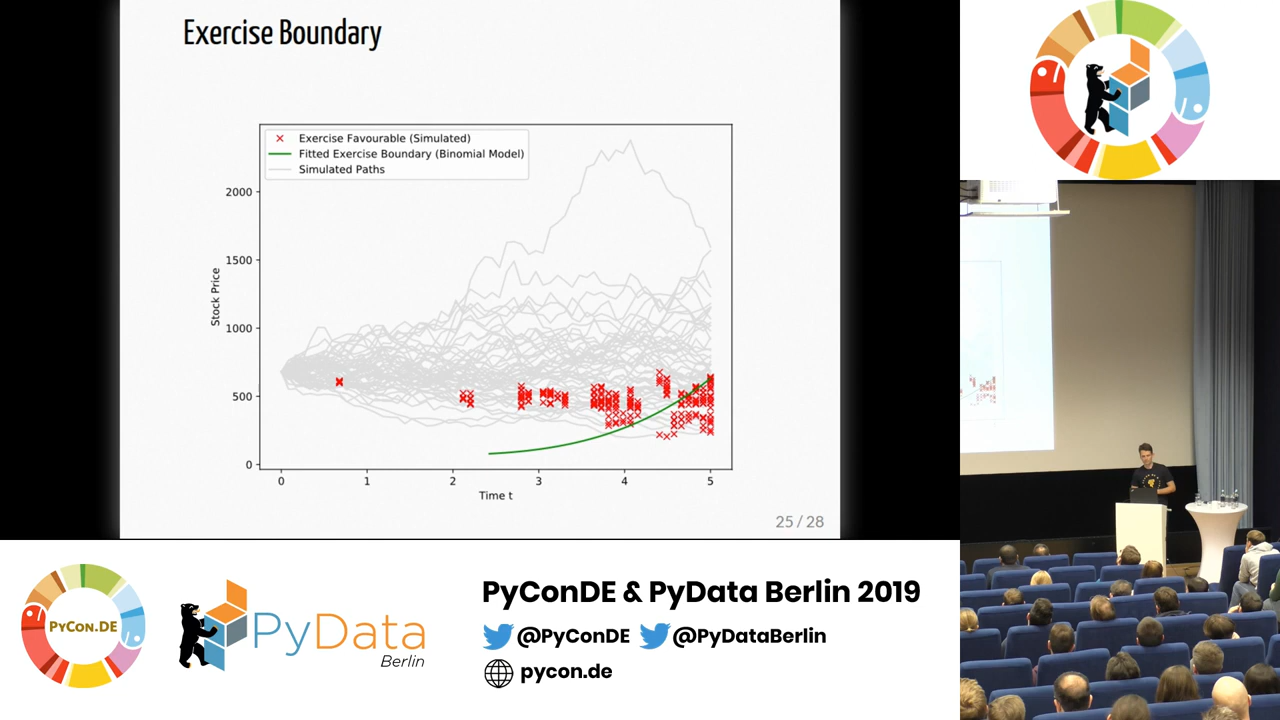 Exercise Boundary
Exercise Favourable (Simulated)
Fitted Exercise Boundary (Binomial Model)
Simulated Paths
2000
1500
1000
500
0
Stock Price
0 1 2 3 4 5
Time t
25 / 28
PyCon.DE
PyData
Berlin
PyConDE & PyData Berlin 2019
@PyConDE @PyDataBerlin
pycon.de